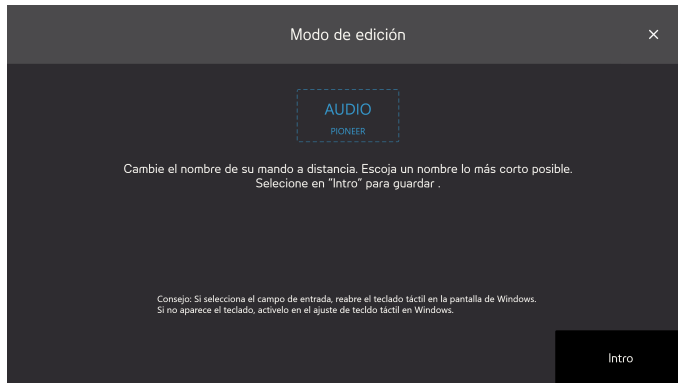 Modo de edición
AUDIO
PIONEER
Cambie el nombre de su mando a distancia. Escoja un nombre lo más corto posible.
Selecione en "Intro" para guardar .
Consejo: Si selecciona el campo de entrada, reabre el teclado táctil en la pantalla de Windows.
Si no aparece el teclado, activelo en el ajuste de tecldo táctil en Windows.
Intro